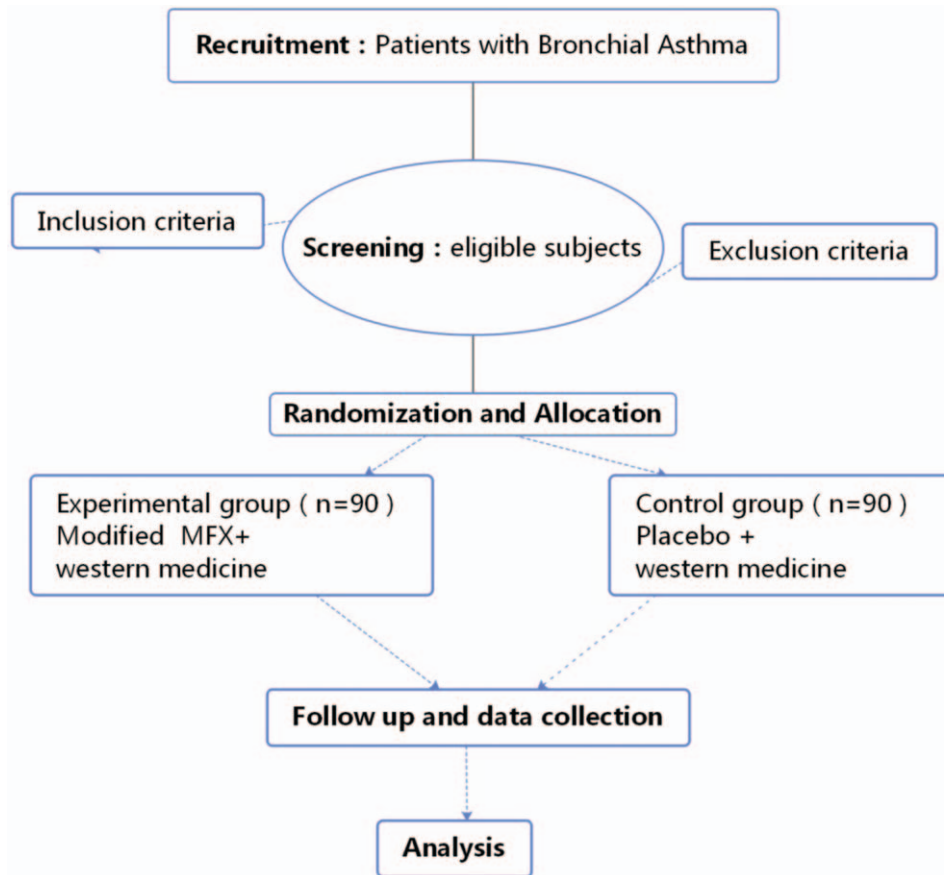 Recruitment : Patients with Bronchial Asthma
Inclusion criteria
Screening : eligible subjects
Exclusion criteria
Randomization and Allocation
Experimental group ( n=90 )
Modified MFX+
western medicine
Control group ( n=90 )
Placebo +
western medicine
Follow up and data collection
Analysis